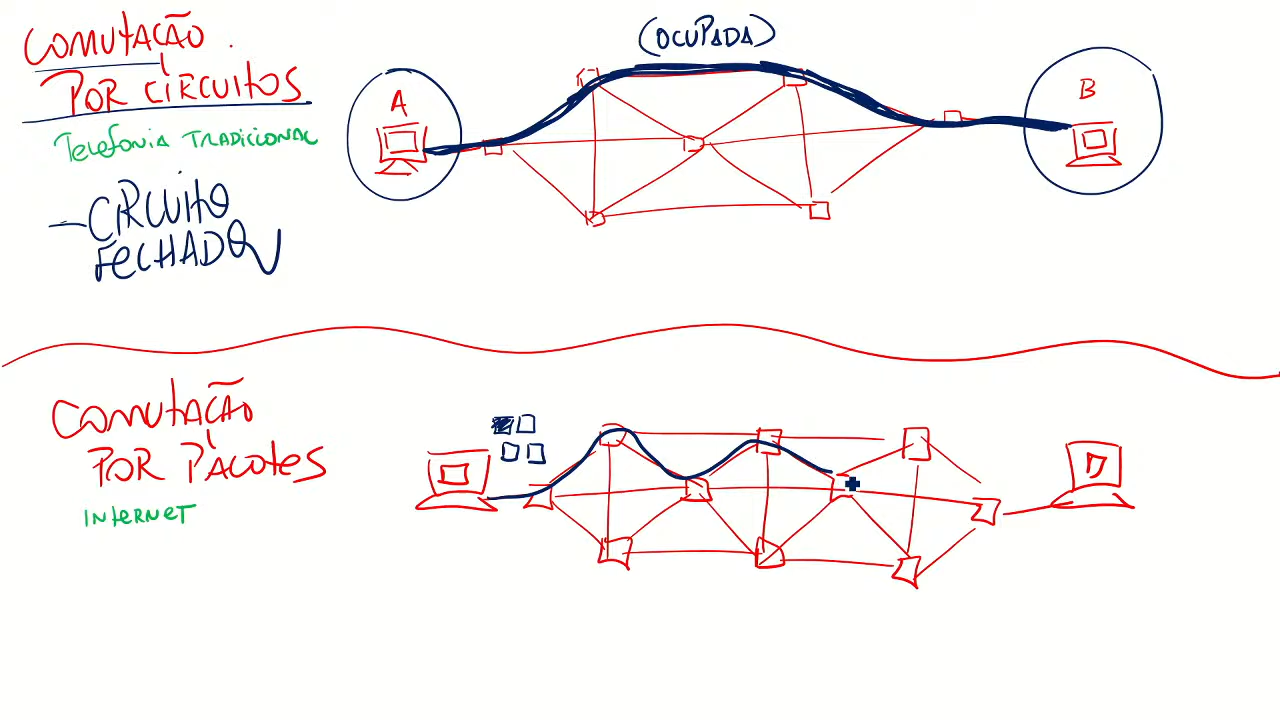 COMUTAÇÃO
POR CIRCUITOS
TELEFONIA TRADICIONAL
- CIRCUITO
FECHADO
(OCUPADA)
A
B
COMUTAÇÃO
POR PACOTES
INTERNET